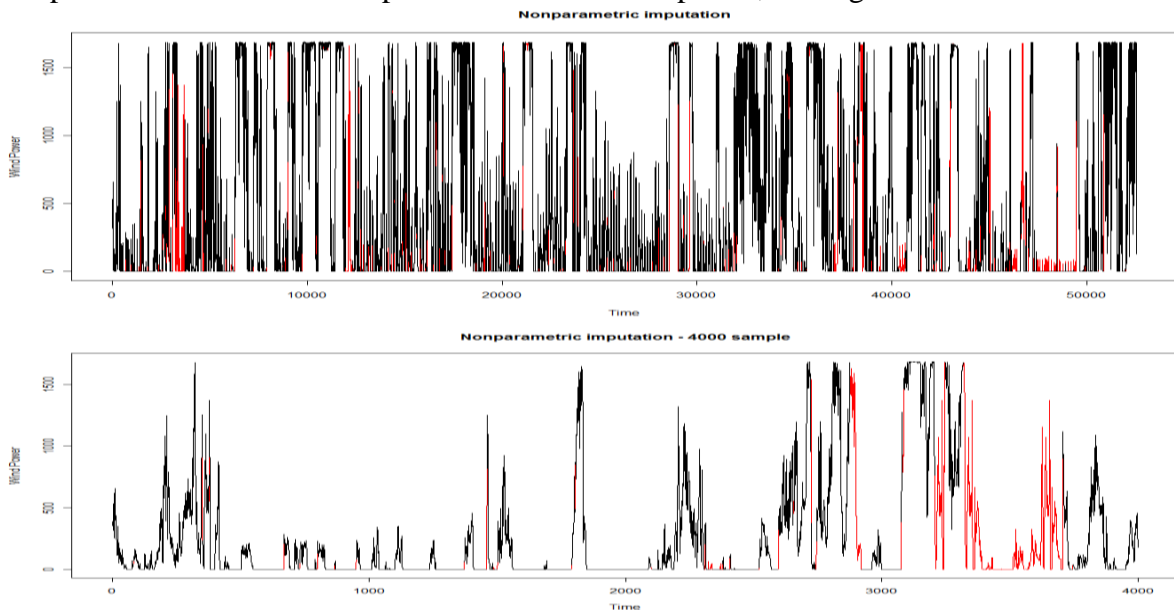 Nonparametric imputation
1500
1000
500
0
Wind Power
0 10000 20000 30000 40000 50000
Time
Nonparametric imputation - 4000 sample
1500
1000
500
0
Wind Power
0 1000 2000 3000 4000
Time